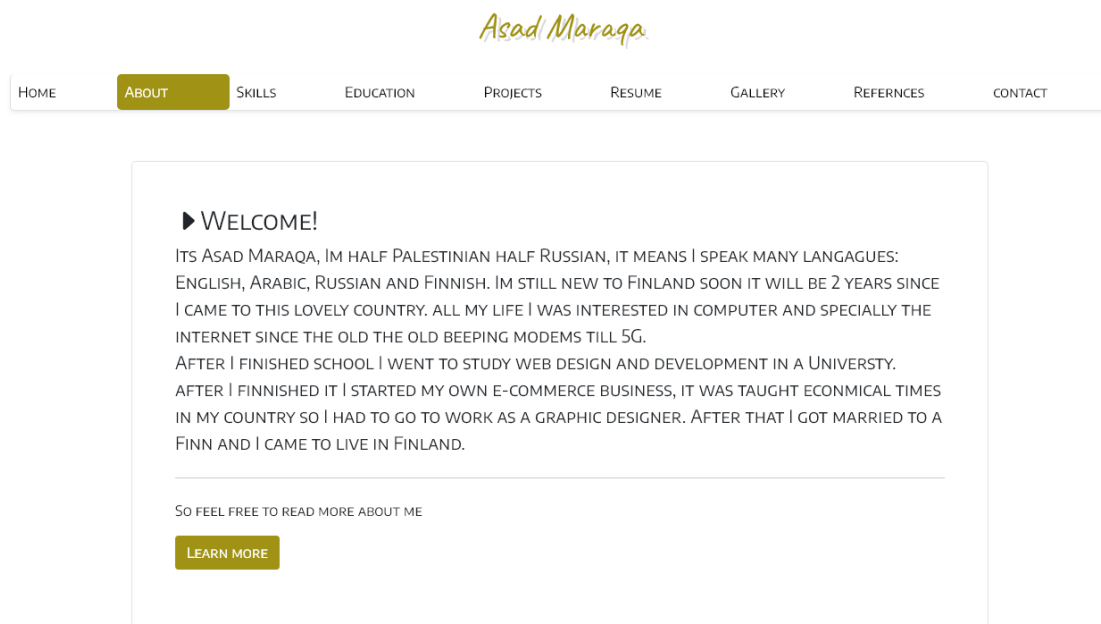 Asad Maraqa
Home About Skills Education Projects Resume Gallery Refernces contact
Welcome!
Its Asad Maraqa, Im half Palestinian half Russian, it means I speak many langagues:
English, Arabic, Russian and Finnish. Im still new to Finland soon it will be 2 years since
I came to this lovely country. all my life I was interested in computer and specially the
internet since the old the old beeping modems till 5G.
After I finished school I went to study web design and development in a Universty.
after I finnished it I started my own e-commerce business, it was taught econmical times
in my country so I had to go to work as a graphic designer. After that I got married to a
Finn and I came to live in Finland.
So feel free to read more about me
Learn more